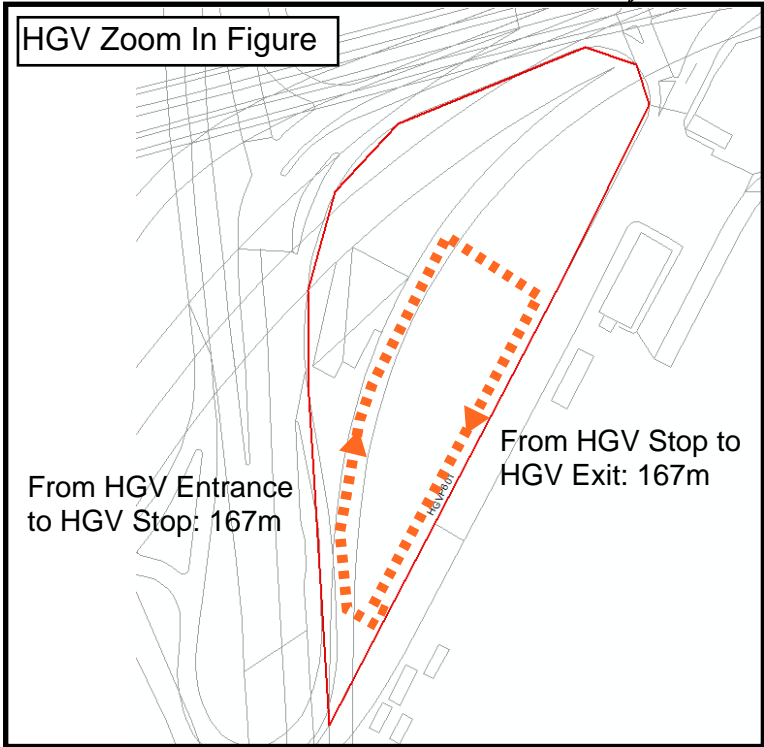 HGV Zoom In Figure
From HGV Stop to
HGV Exit: 167m
From HGV Entrance
to HGV Stop: 167m